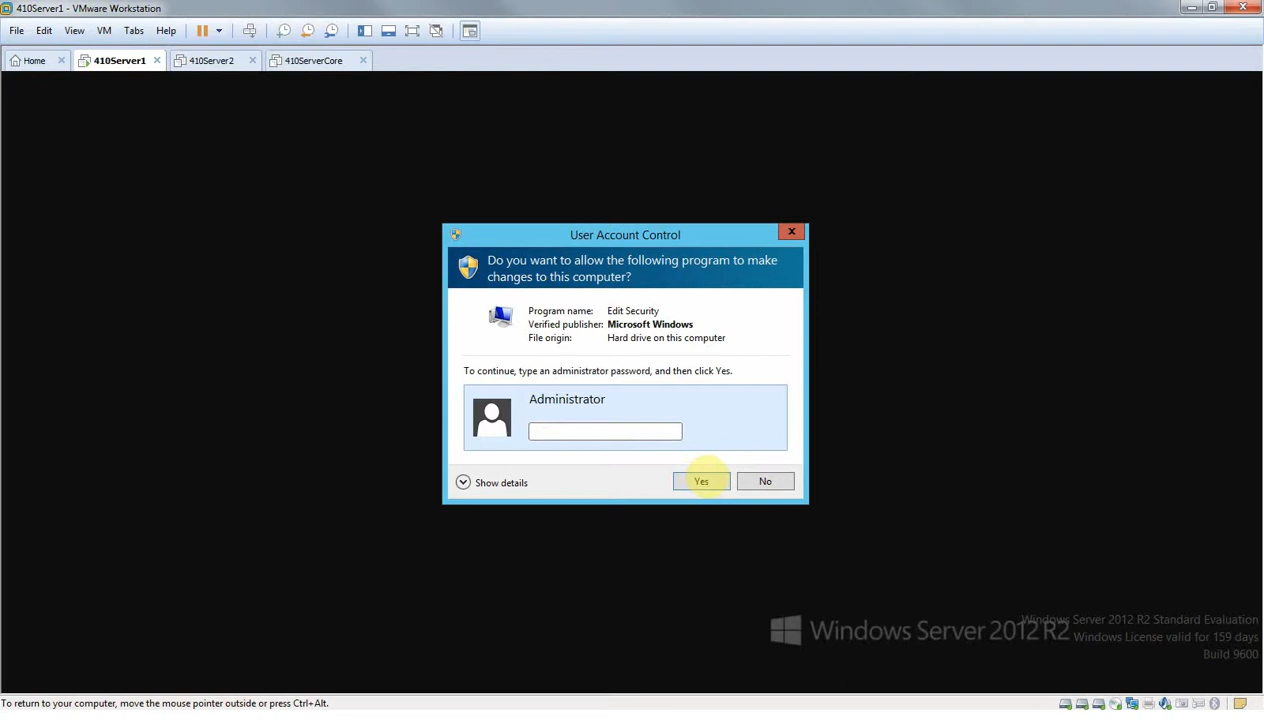 410Server1 - VMware Workstation
File Edit View VM Tabs Help
Home 410Server1 410Server2 410ServerCore
User Account Control
Do you want to allow the following program to make
changes to this computer?
Program name: Edit Security
Verified publisher: Microsoft Windows
File origin: Hard drive on this computer
To continue, type an administrator password, and then click Yes.
Administrator
Show details Yes No
Windows Server 2012 R2
Windows Server 2012 R2 Standard Evaluation
Windows License valid for 159 days
Build 9600
To return to your computer, move the mouse pointer outside or press Ctrl+Alt.